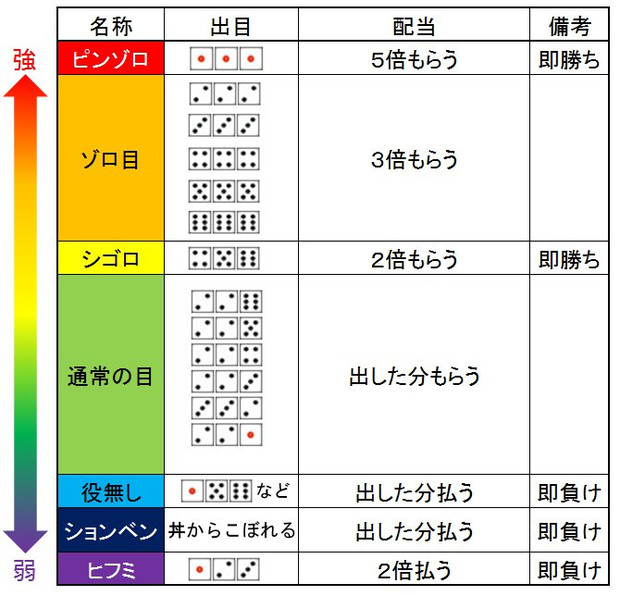 名称 出目 配当 備考
強
ピンゾロ 5倍もらう 即勝ち
ゾロ目 3倍もらう
シゴロ 2倍もらう 即勝ち
通常の目 出した分もらう
役無し など 出した分払う 即負け
ションベン 丼からこぼれる 出した分払う 即負け
弱
ヒフミ 2倍払う 即負け